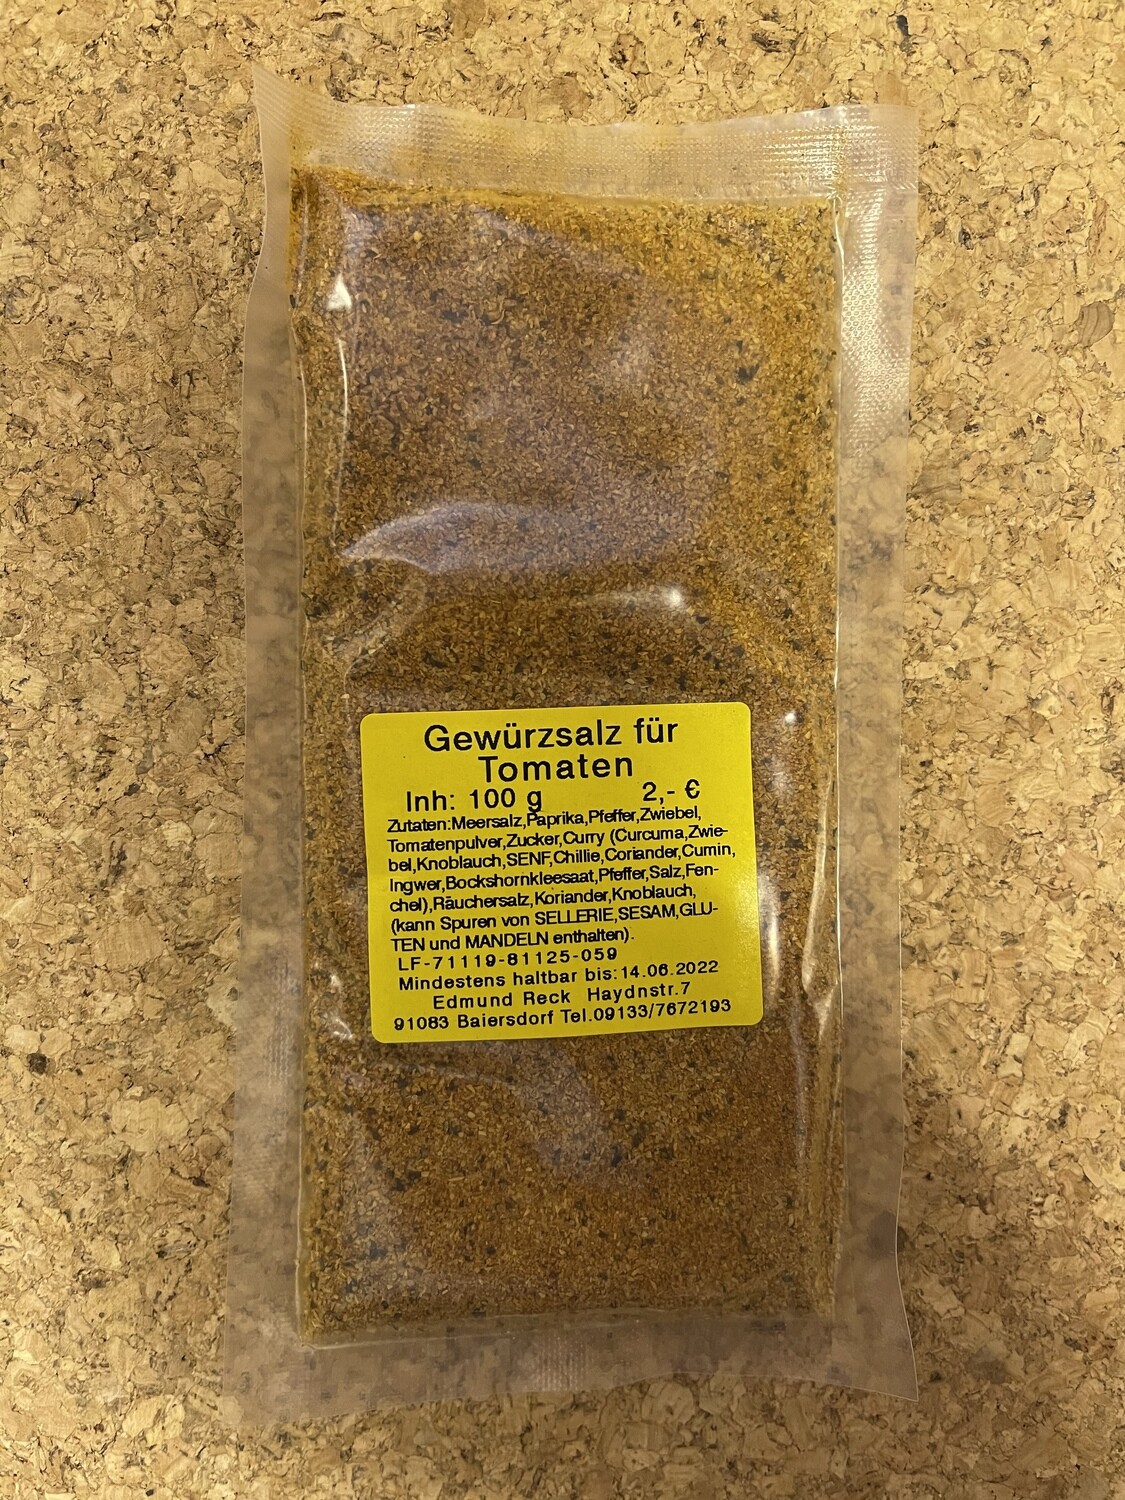 Gewürzsalz für
Tomaten
Inh: 100 g 2,- €
Zutaten:Meersalz,Paprika,Pfeffer,Zwiebel,
Tomatenpulver,Zucker,Curry (Curcuma,Zwie-
bel,Knoblauch,SENF,Chillie,Coriander,Cumin,
Ingwer,Bockshornkleesaat,Pfeffer,Salz,Fen-
chel),Räuchersalz,Koriander,Knoblauch,
(kann Spuren von SELLERIE,SESAM,GLU-
TEN und MANDELN enthalten).
LF-71119-81125-059
Mindestens haltbar bis:14.06.2022
Edmund Reck Haydnstr.7
91083 Baiersdorf Tel.09133/7672193